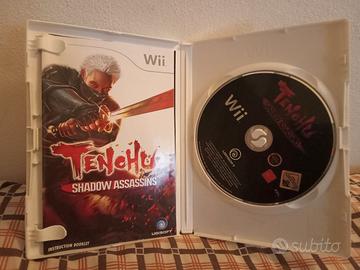 Wii
TENCHU
SHADOW ASSASSINS
INSTRUCTION BOOKLET
UBISOFT
Wii
TENCHU
subito